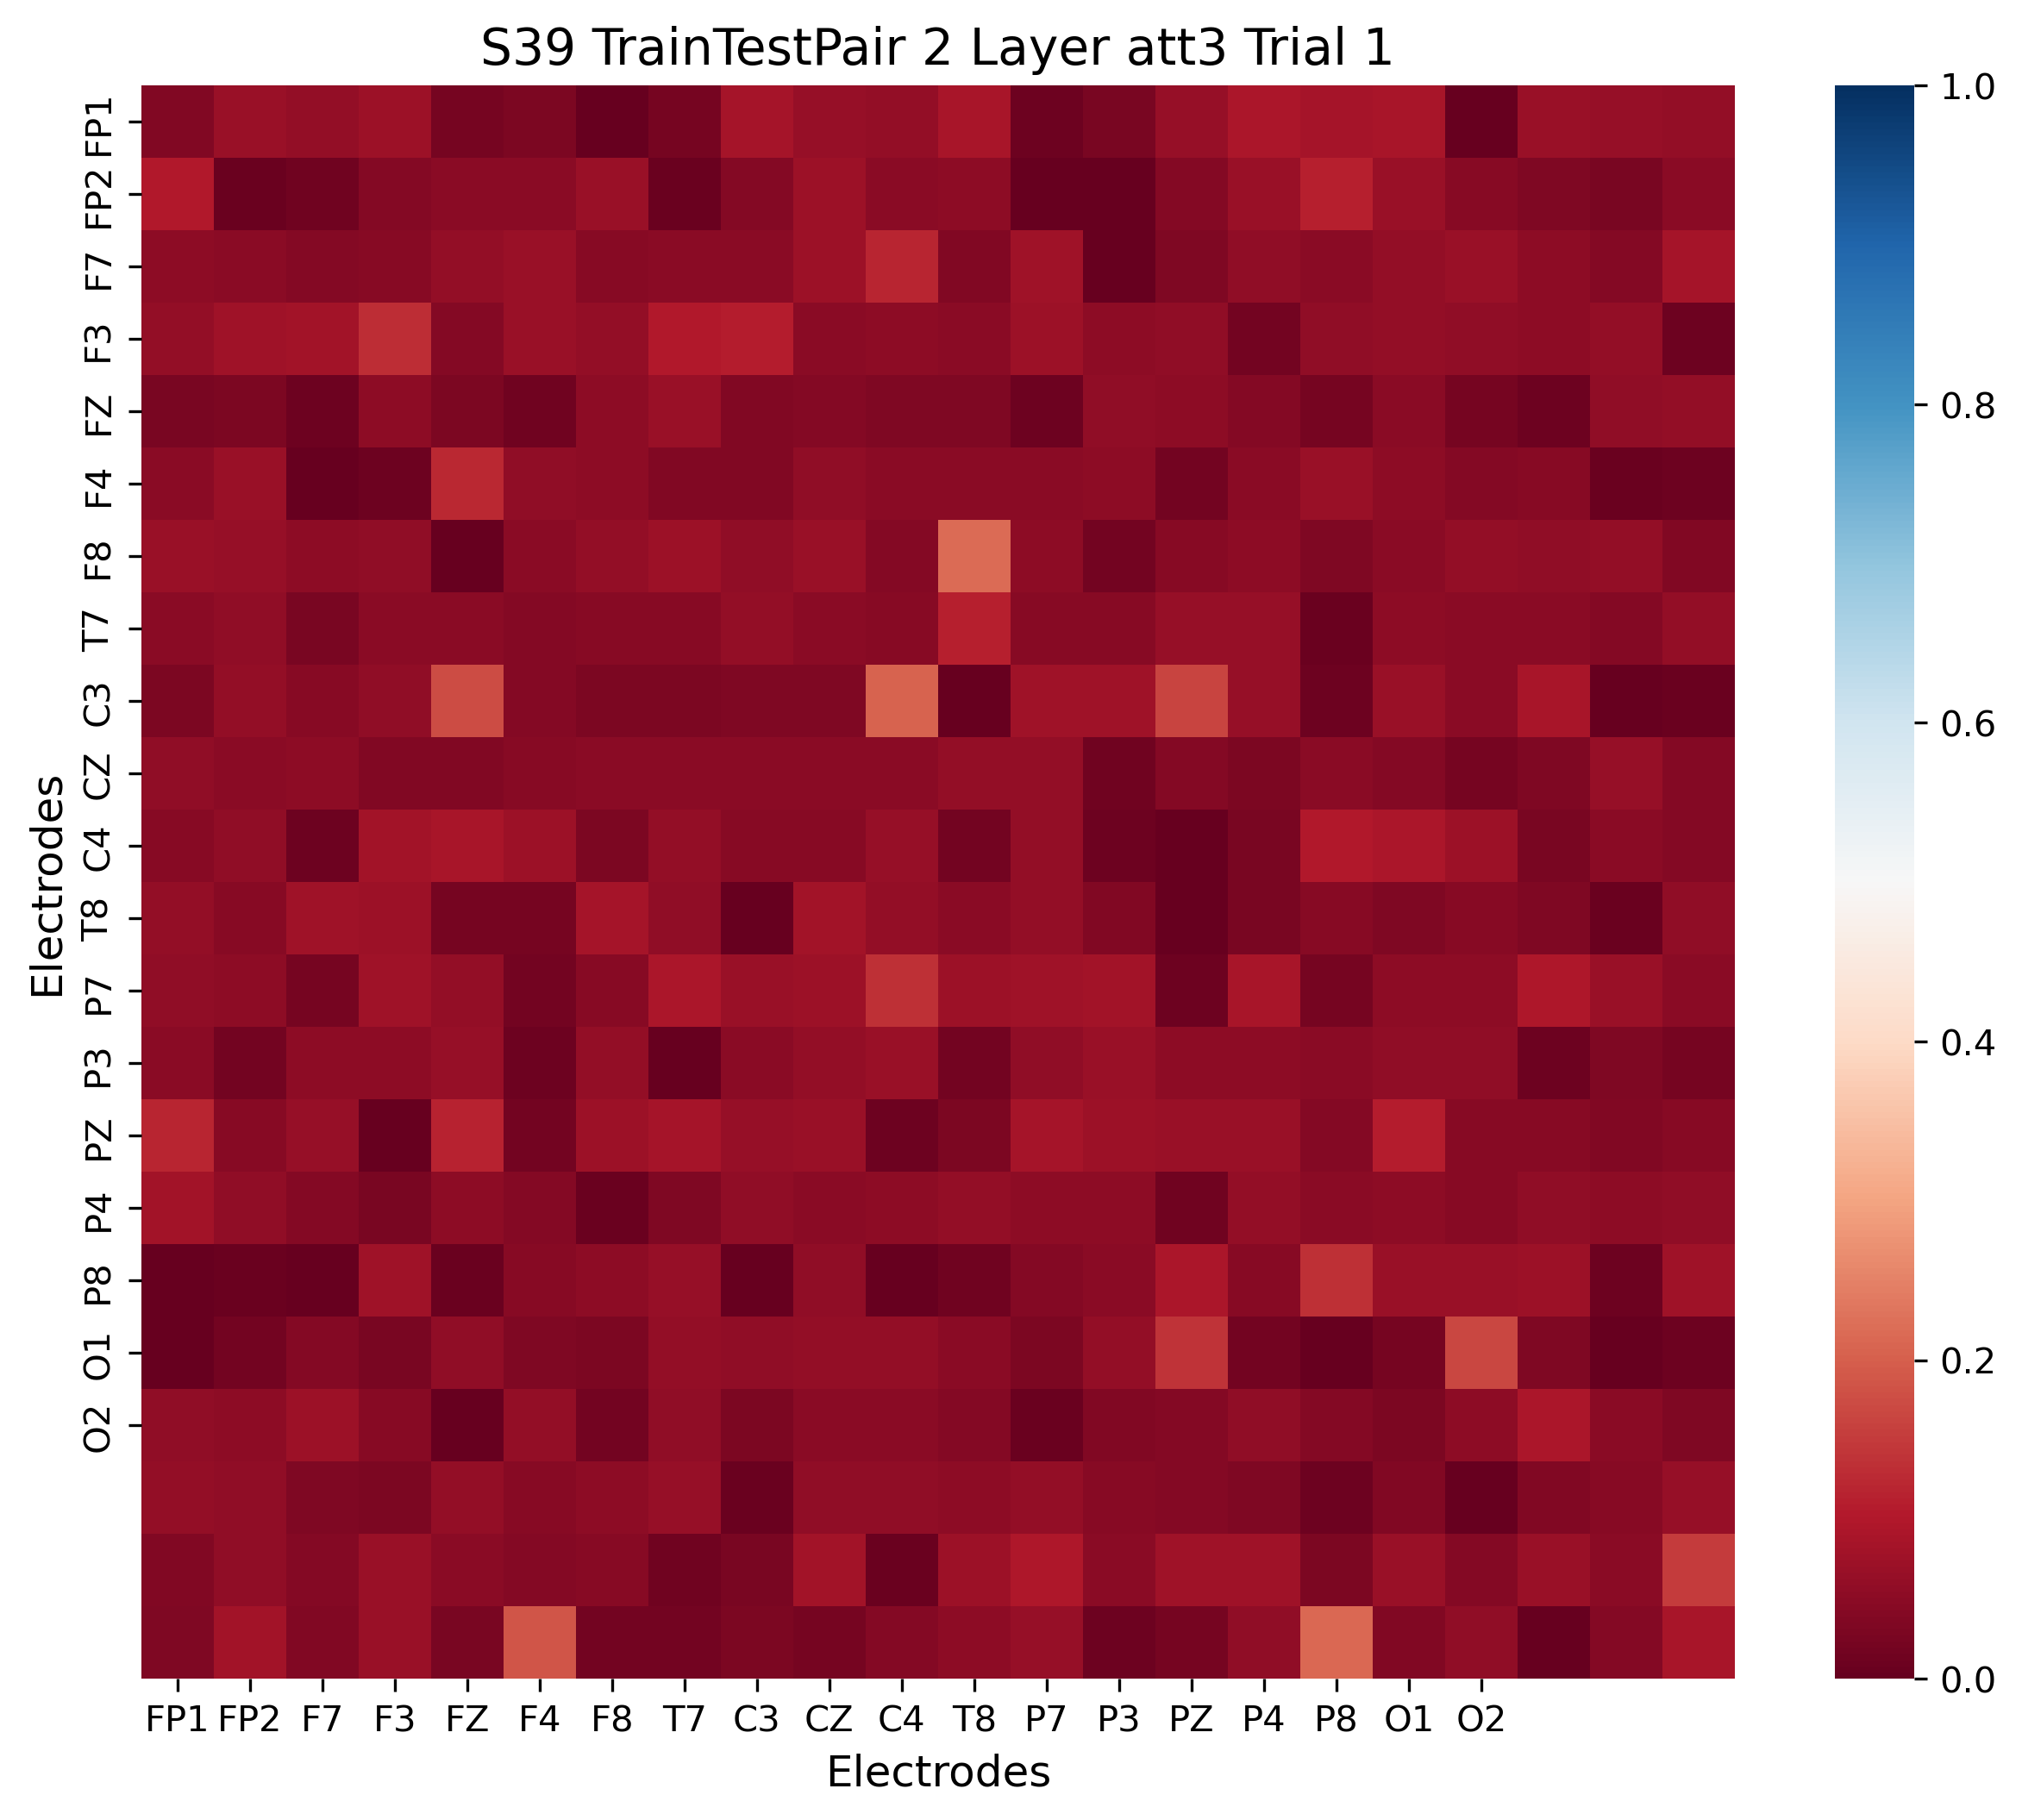 S39 TrainTestPair 2 Layer att3 Trial 1
Electrodes
FP1
FP2
F7
F3
FZ
F4
F8
T7
C3
CZ
C4
T8
P7
P3
PZ
P4
P8
O1
O2
FP1 FP2 F7 F3 FZ F4 F8 T7 C3 CZ C4 T8 P7 P3 PZ P4 P8 O1 O2
Electrodes
1.0
0.8
0.6
0.4
0.2
0.0